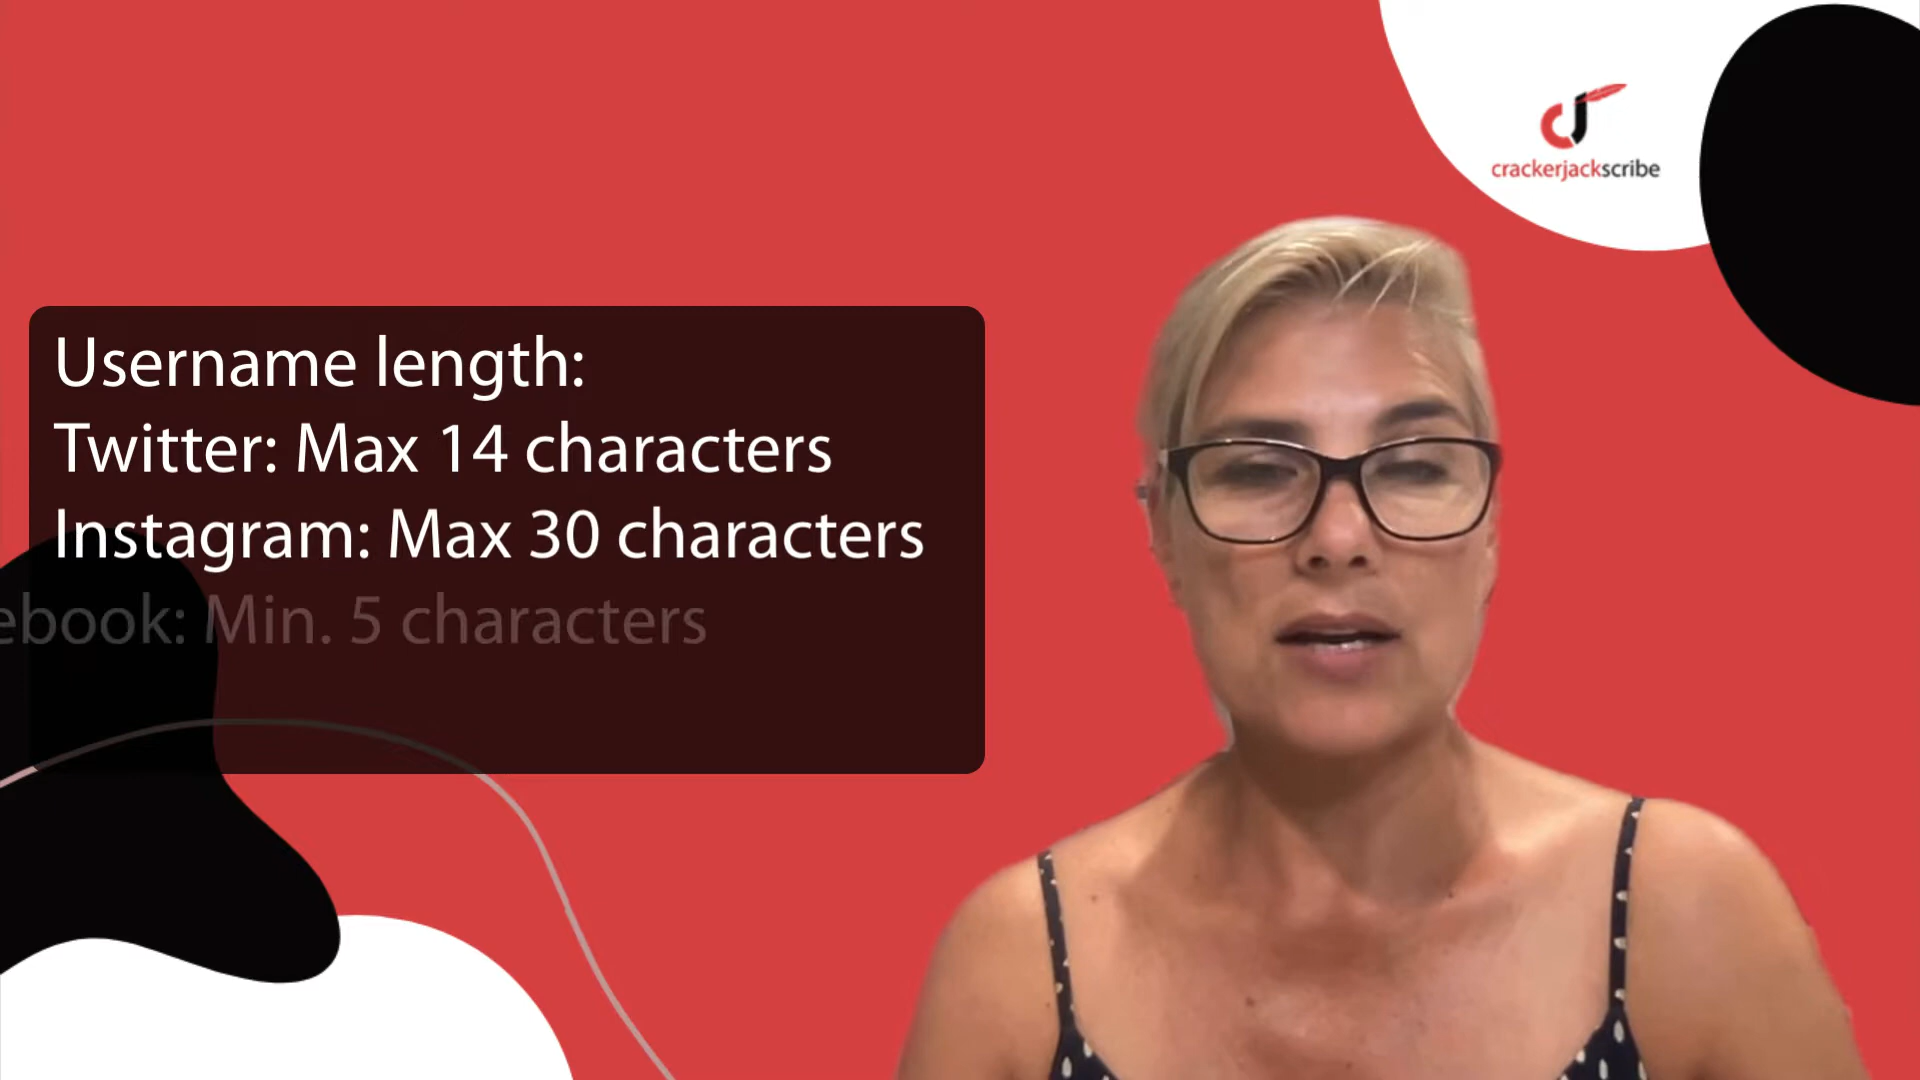 crackerjackscribe
Username length:
Twitter: Max 14 characters
Instagram: Max 30 characters
ebook: Min. 5 characters